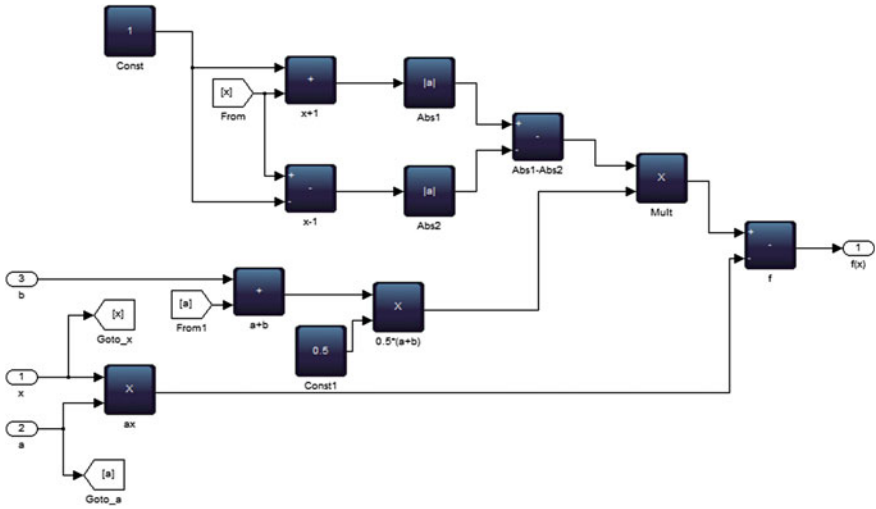 1
Const
[x]
From
+
x+1
|a|
Abs1
+
-
-
Abs1-Abs2
+
-
-
x-1
|a|
Abs2
X
Mult
+
-
-
f
1
f(x)
3
b
[a]
From1
+
a+b
X
0.5*(a+b)
0.5
Const1
[x]
Goto_x
1
x
X
ax
2
a
[a]
Goto_a